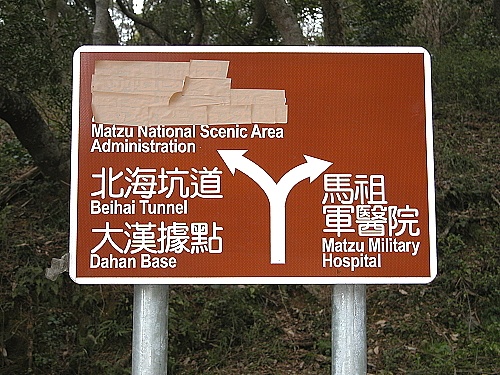 Matzu National Scenic Area
Administration
北海坑道
Beihai Tunnel
大漢據點
Dahan Base
馬祖
軍醫院
Matzu Military
Hospital